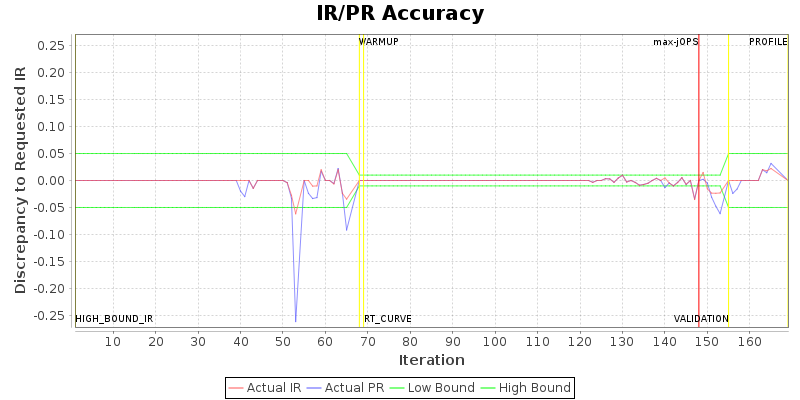 IR/PR Accuracy
Discrepancy to Requested IR
0.25
0.20
0.15
0.10
0.05
0.00
-0.05
-0.10
-0.15
-0.20
-0.25
WARMUP
max-jOPS
PROFILE
HIGH_BOUND_IR
RT_CURVE
VALIDATION
10 20 30 40 50 60 70 80 90 100 110 120 130 140 150 160
Iteration
Actual IR Actual PR Low Bound High Bound